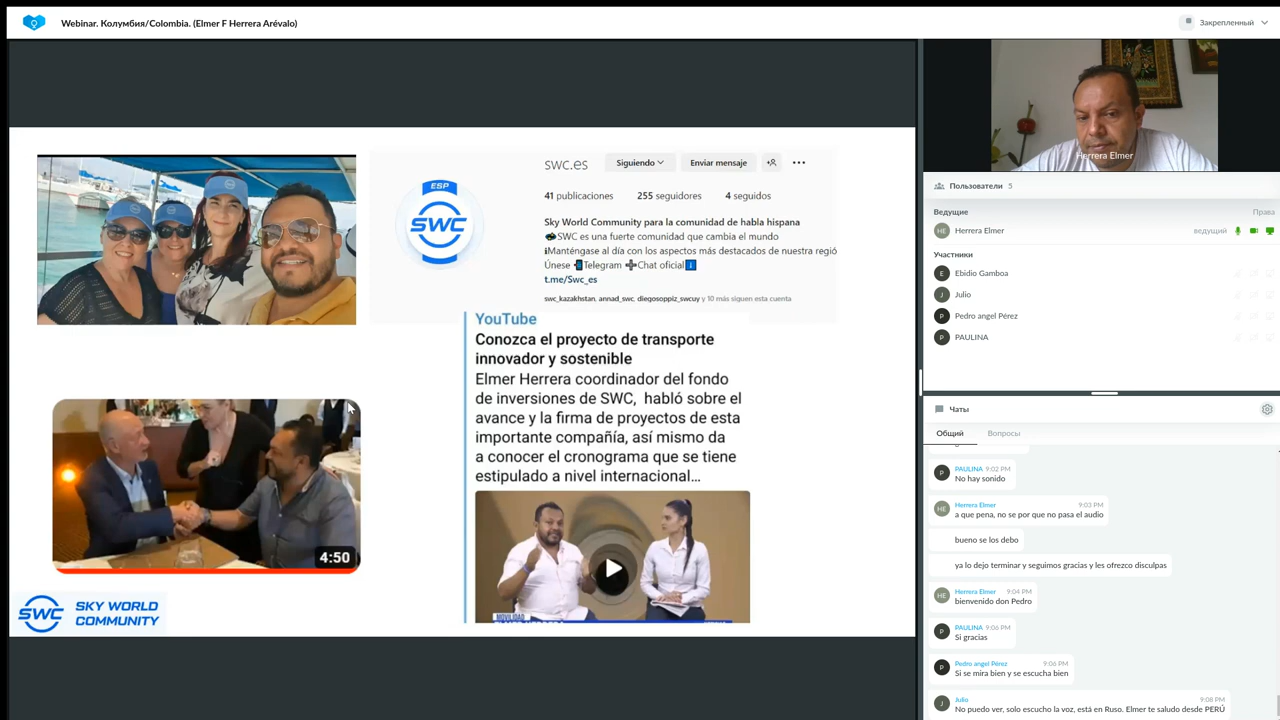 Webinar. Колумбия/Colombia. (Elmer F Herrera Arévalo)
Закрепленный
swc.es
Siguiendo
Enviar mensaje
41 publicaciones 255 seguidores 4 seguidos
ESP
SWC
Sky World Community para la comunidad de habla hispana
SWC es una fuerte comunidad que cambia el mundo
¡Manténgase al día con los aspectos más destacados de nuestra regió
Únese Telegram Chat oficial
t.me/Swc_es
swc_kazakhstan, annad_swc, diegosoppiz_swcuy y 10 más siguen esta cuenta
YouTube
Conozca el proyecto de transporte
innovador y sostenible
Elmer Herrera coordinador del fondo
de inversiones de SWC, habló sobre el
avance y la firma de proyectos de esta
importante compañía, así mismo da
a conocer el cronograma que se tiene
estipulado a nivel internacional...
4:50
MOVILIDAD
SWC SKY WORLD
COMMUNITY
Herrera Elmer
Пользователи 5
Ведущие Права
HE Herrera Elmer ведущий
Участники
E Ebidio Gamboa
J Julio
P Pedro angel Pérez
P PAULINA
Чаты
Общий Вопросы
P PAULINA 9:02 PM
No hay sonido
HE Herrera Elmer 9:03 PM
a que pena, no se por que no pasa el audio
bueno se los debo
ya lo dejo terminar y seguimos gracias y les ofrezco disculpas
HE Herrera Elmer 9:04 PM
bienvenido don Pedro
P PAULINA 9:06 PM
Si gracias
P Pedro angel Pérez 9:06 PM
Si se mira bien y se escucha bien
J Julio 9:08 PM
No puedo ver, solo escucho la voz, está en Ruso. Elmer te saludo desde PERÚ